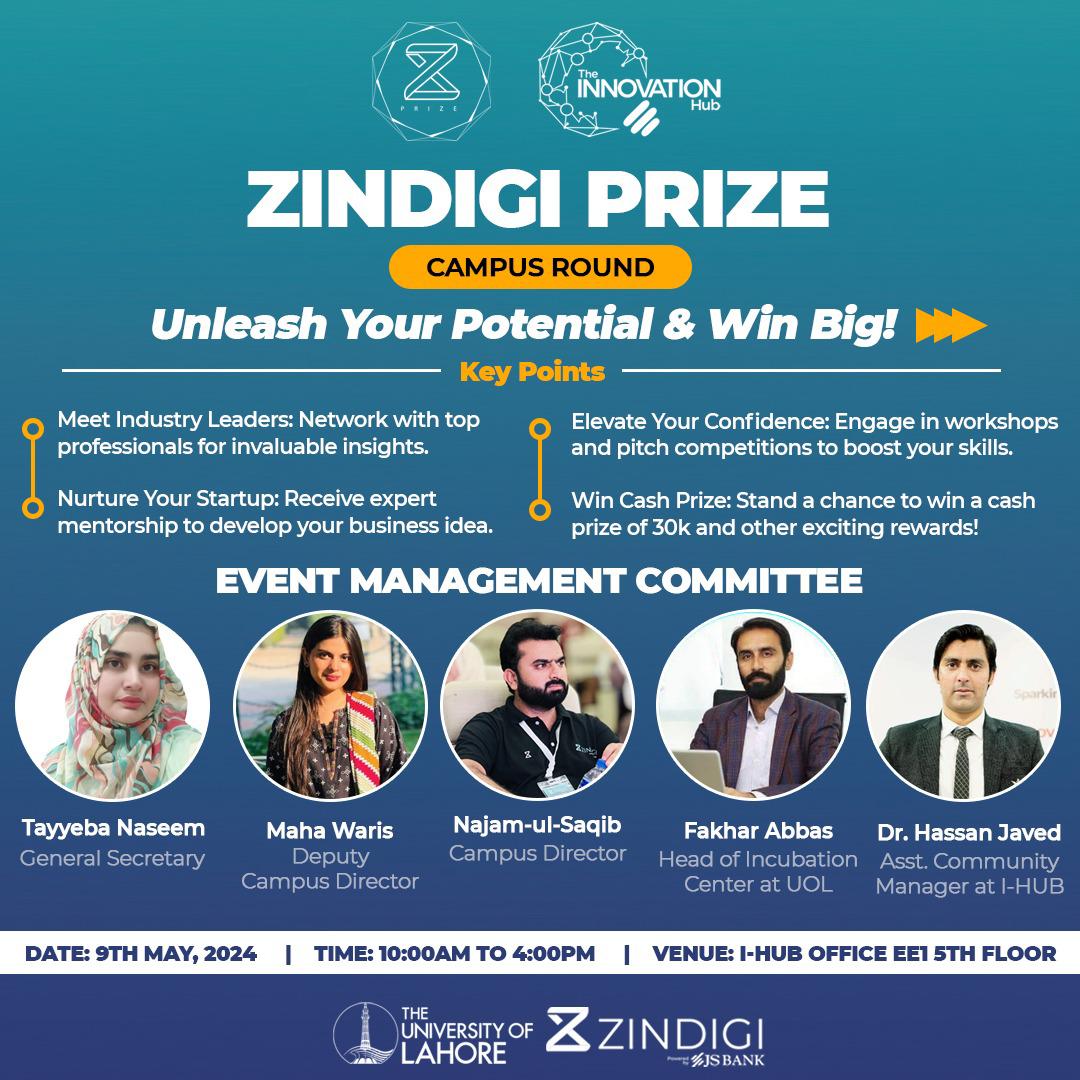 Z
PRIZE
The
INNOVATION
Hub
ZINDIGI PRIZE
CAMPUS ROUND
Unleash Your Potential & Win Big!
Key Points
Meet Industry Leaders: Network with top
professionals for invaluable insights.
Nurture Your Startup: Receive expert
mentorship to develop your business idea.
Elevate Your Confidence: Engage in workshops
and pitch competitions to boost your skills.
Win Cash Prize: Stand a chance to win a cash
prize of 30k and other exciting rewards!
EVENT MANAGEMENT COMMITTEE
Tayyeba Naseem
General Secretary
Maha Waris
Deputy
Campus Director
Najam-ul-Saqib
Campus Director
Fakhar Abbas
Head of Incubation
Center at UOL
Dr. Hassan Javed
Asst. Community
Manager at I-HUB
DATE: 9TH MAY, 2024 | TIME: 10:00AM TO 4:00PM | VENUE: I-HUB OFFICE EE1 5TH FLOOR
THE
UNIVERSITY OF
LAHORE
ZINDIGI
Powered by JS BANK